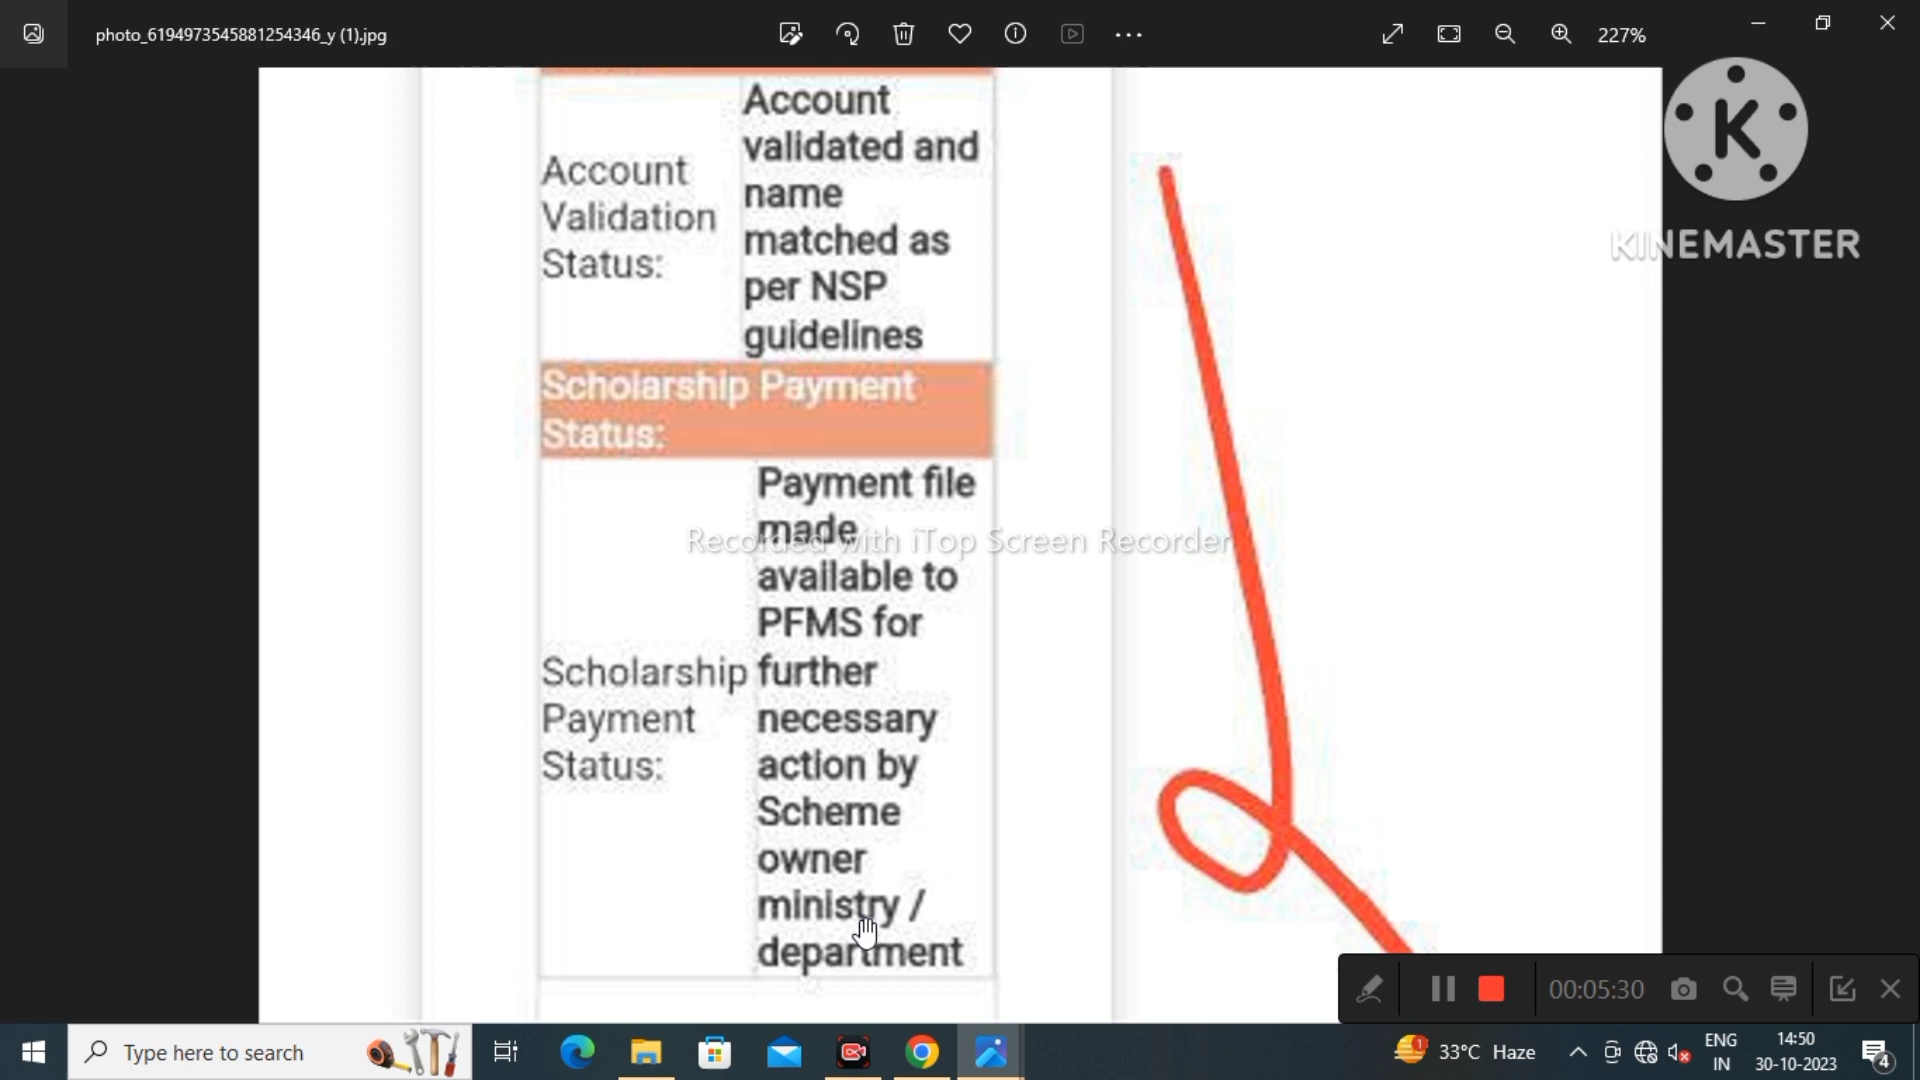 photo_6194973545881254346_y (1).jpg
227%
K
KINEMASTER
Account
validated and
name
matched as
per NSP
guidelines
Account
Validation
Status:
Scholarship Payment
Status:
Payment file
made
available to
PFMS for
further
necessary
action by
Scheme
owner
ministry /
department
Scholarship
Payment
Status:
Recorded with iTop Screen Recorder
00:05:30
Type here to search
1
33°C Haze
ENG
IN
14:50
30-10-2023
4